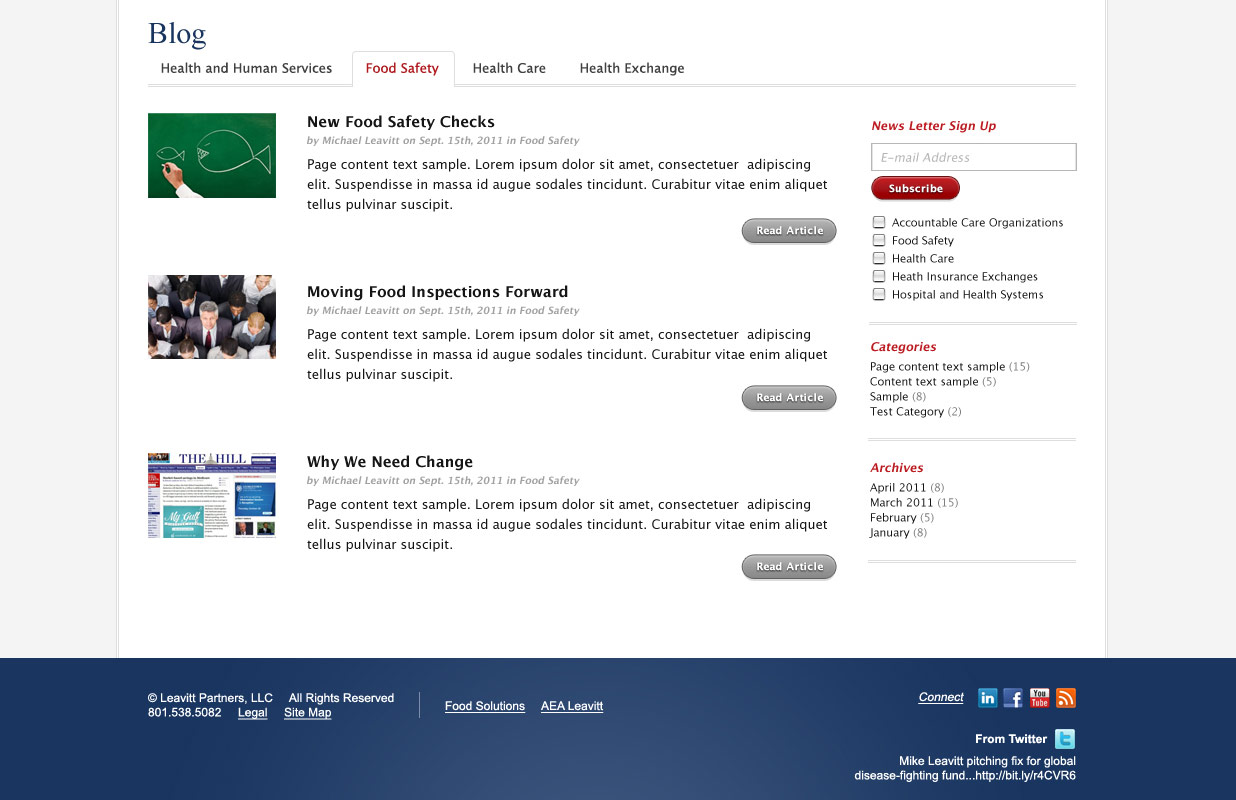 Blog
Health and Human Services
Food Safety
Health Care
Health Exchange
New Food Safety Checks
by Michael Leavitt on Sept. 15th, 2011 in Food Safety
Page content text sample. Lorem ipsum dolor sit amet, consectetuer adipiscing
elit. Suspendisse in massa id augue sodales tincidunt. Curabitur vitae enim aliquet
tellus pulvinar suscipit.
Read Article
Moving Food Inspections Forward
by Michael Leavitt on Sept. 15th, 2011 in Food Safety
Page content text sample. Lorem ipsum dolor sit amet, consectetuer adipiscing
elit. Suspendisse in massa id augue sodales tincidunt. Curabitur vitae enim aliquet
tellus pulvinar suscipit.
Read Article
THE HILL
My Gulf
Why We Need Change
by Michael Leavitt on Sept. 15th, 2011 in Food Safety
Page content text sample. Lorem ipsum dolor sit amet, consectetuer adipiscing
elit. Suspendisse in massa id augue sodales tincidunt. Curabitur vitae enim aliquet
tellus pulvinar suscipit.
Read Article
News Letter Sign Up
E-mail Address
Subscribe
Accountable Care Organizations
Food Safety
Health Care
Heath Insurance Exchanges
Hospital and Health Systems
Categories
Page content text sample (15)
Content text sample (5)
Sample (8)
Test Category (2)
Archives
April 2011 (8)
March 2011 (15)
February (5)
January (8)
© Leavitt Partners, LLC All Rights Reserved
801.538.5082 Legal Site Map
Food Solutions AEA Leavitt
Connect
in
f
You
Tube
From Twitter
t
Mike Leavitt pitching fix for global
disease-fighting fund...http://bit.ly/r4CVR6